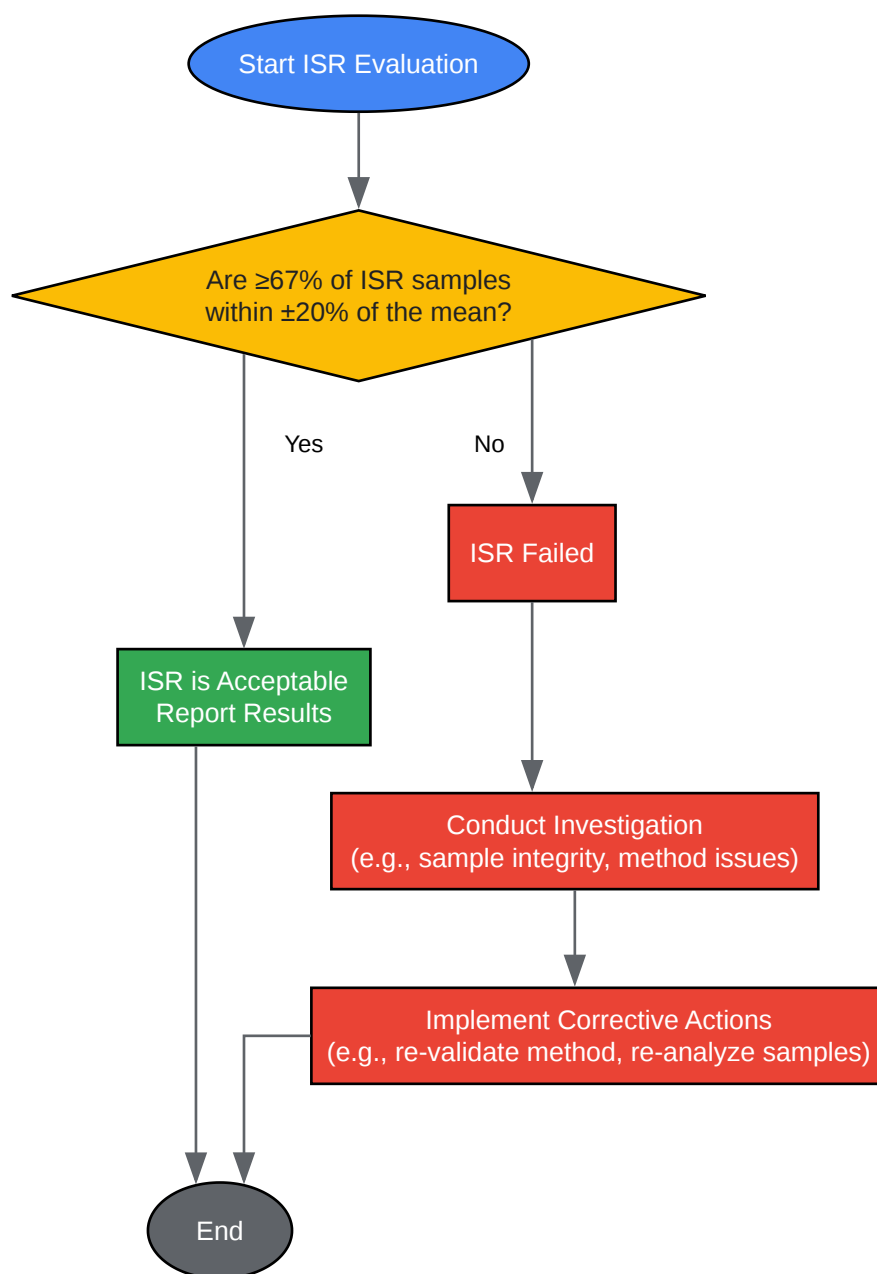 Start ISR Evaluation
Are ≥67% of ISR samples
within ±20% of the mean?
Yes
No
ISR Failed
ISR is Acceptable
Report Results
Conduct Investigation
(e.g., sample integrity, method issues)
Implement Corrective Actions
(e.g., re-validate method, re-analyze samples)
End